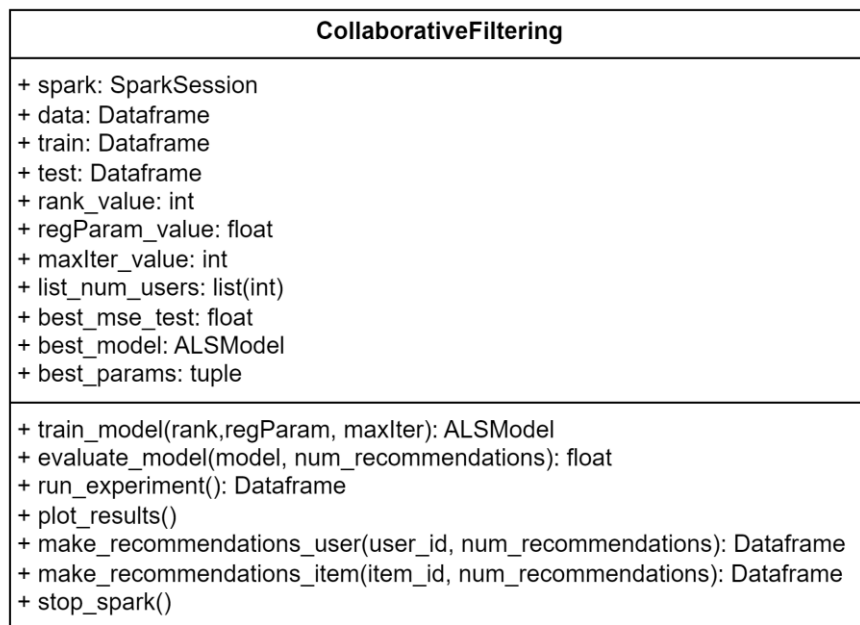 CollaborativeFiltering
+ spark: SparkSession
+ data: Dataframe
+ train: Dataframe
+ test: Dataframe
+ rank_value: int
+ regParam_value: float
+ maxIter_value: int
+ list_num_users: list(int)
+ best_mse_test: float
+ best_model: ALSModel
+ best_params: tuple
+ train_model(rank,regParam, maxIter): ALSModel
+ evaluate_model(model, num_recommendations): float
+ run_experiment(): Dataframe
+ plot_results()
+ make_recommendations_user(user_id, num_recommendations): Dataframe
+ make_recommendations_item(item_id, num_recommendations): Dataframe
+ stop_spark()